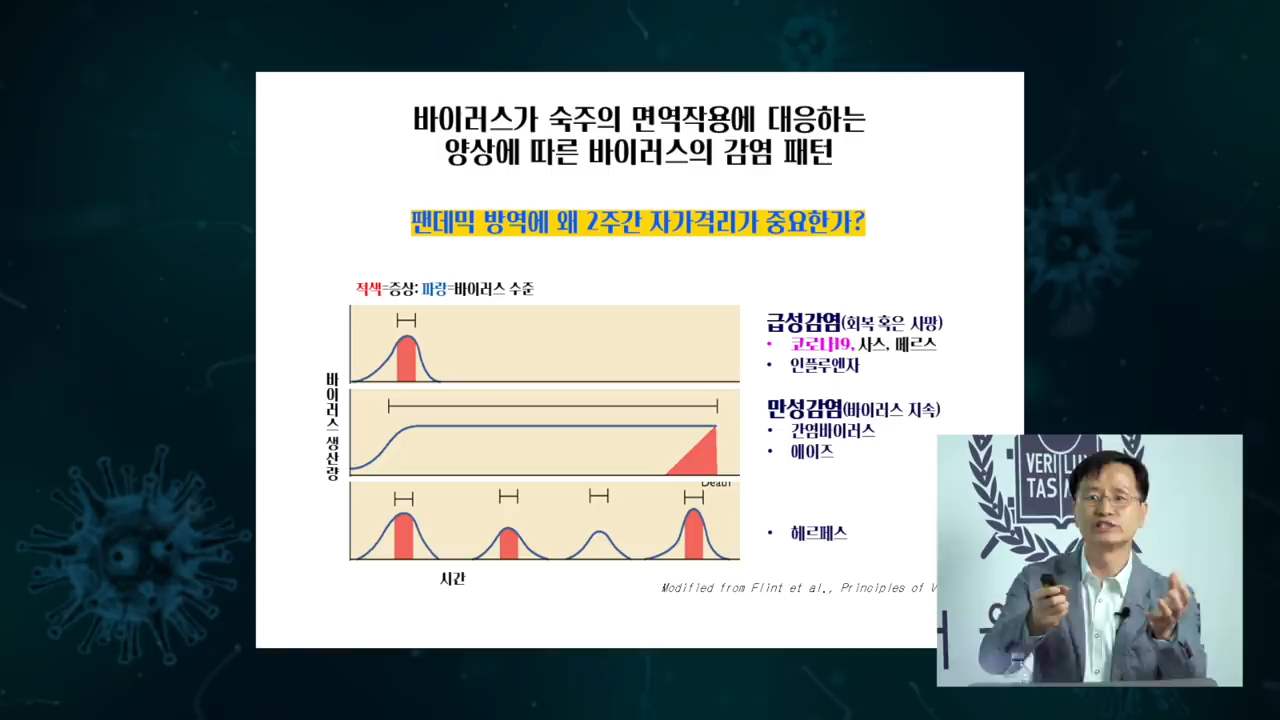 바이러스가 숙주의 면역작용에 대응하는
양상에 따른 바이러스의 감염 패턴
팬데믹 방역에 왜 2주간 자가격리가 중요한가?
적색=증상: 파랑=바이러스 수준
바이러스 생산량
급성감염(회복 혹은 사망)
• 코로나19, 사스, 메르스
• 인플루엔자
만성감염(바이러스 지속)
• 간염바이러스
• 에이즈
Death
• 헤르페스
시간
Modified from Flint et al., Principles of V
VERI LUX
TAS M